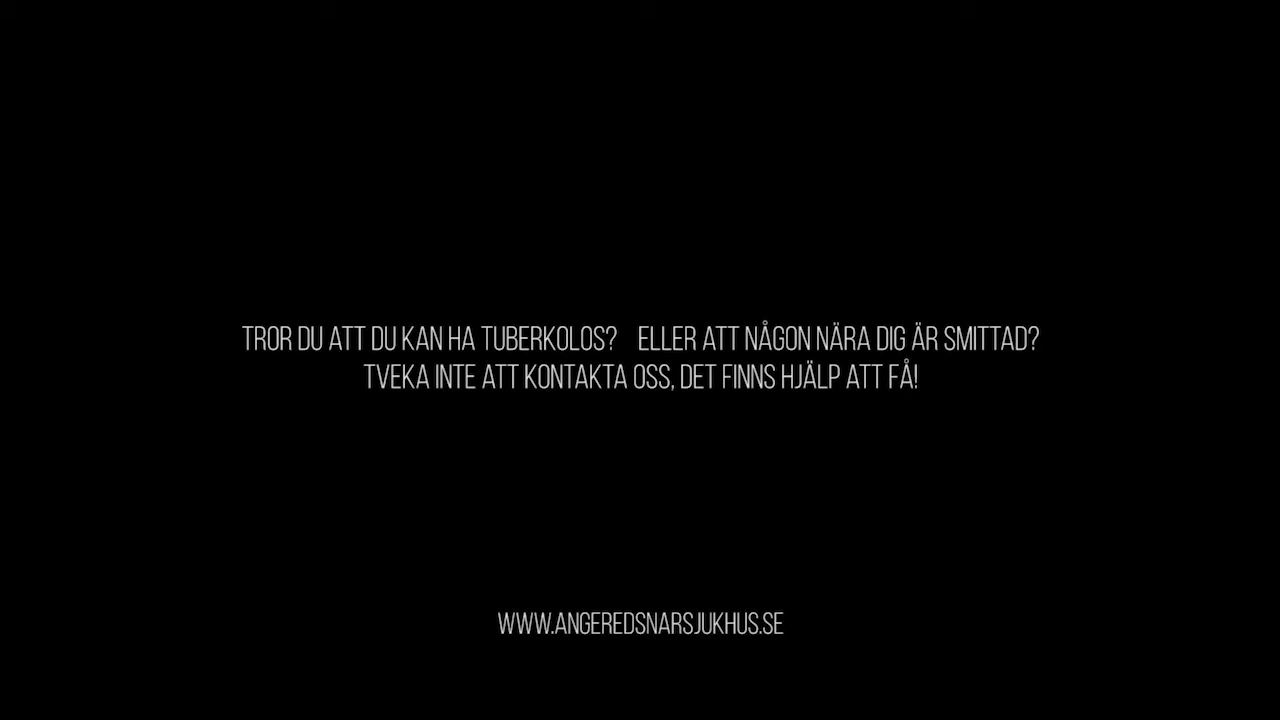 TROR DU ATT DU KAN HA TUBERKOLOS? ELLER ATT NÅGON NÄRA DIG ÄR SMITTAD?
TVEKA INTE ATT KONTAKTA OSS, DET FINNS HJÄLP ATT FÅ!
WWW.ANGEREDSNARSJUKHUS.SE